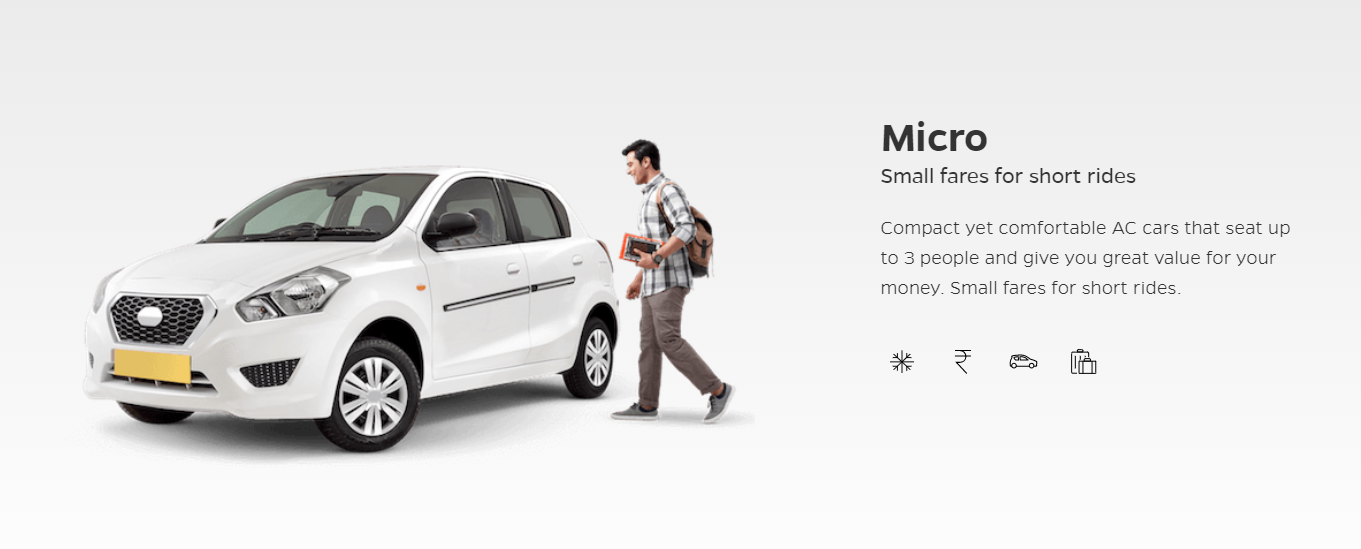 Micro
Small fares for short rides
Compact yet comfortable AC cars that seat up
to 3 people and give you great value for your
money. Small fares for short rides.
₹